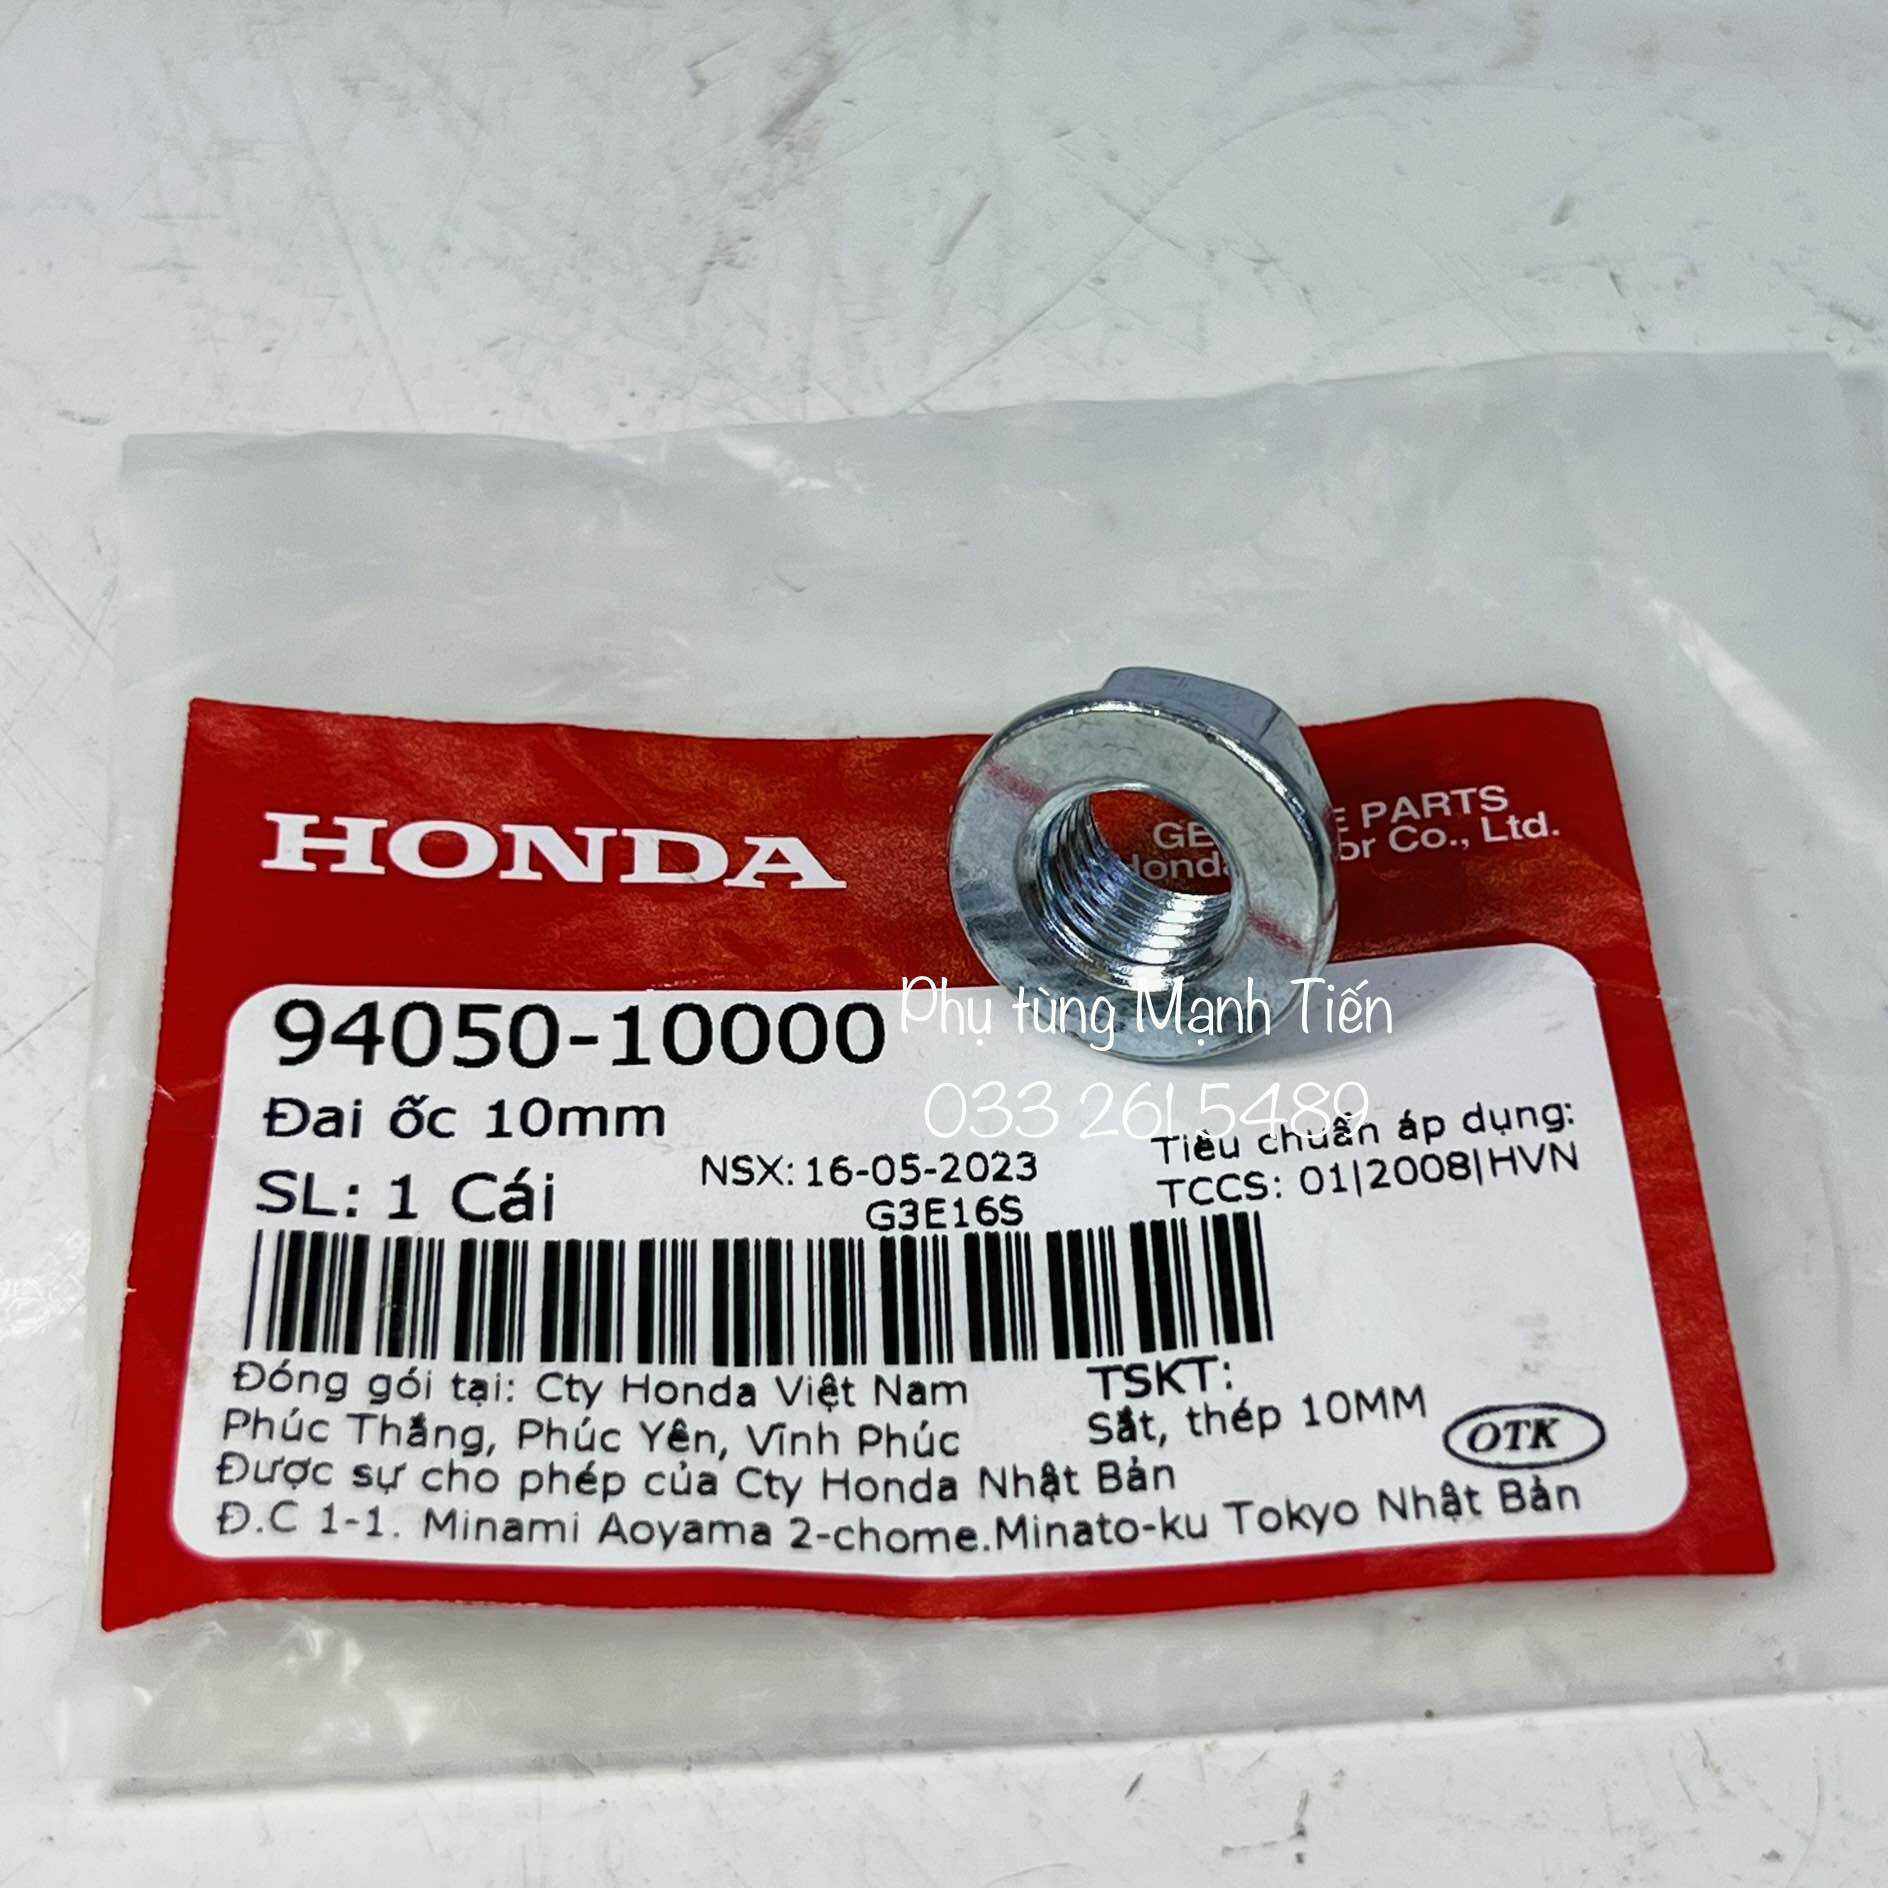 HONDA
GE E PARTS
Honda or Co., Ltd.
94050-10000
Phụ tùng Mạnh Tiến
033 261 5489
Đai ốc 10mm
SL: 1 Cái
NSX: 16-05-2023
G3E16S
Tiêu chuẩn áp dụng:
TCCS: 01|2008|HVN
Đóng gói tại: Cty Honda Việt Nam
Phúc Thắng, Phúc Yên, Vĩnh Phúc
Được sự cho phép của Cty Honda Nhật Bản
Đ.C 1-1. Minami Aoyama 2-chome.Minato-ku Tokyo Nhật Bản
TSKT:
Sắt, thép 10MM
OTK